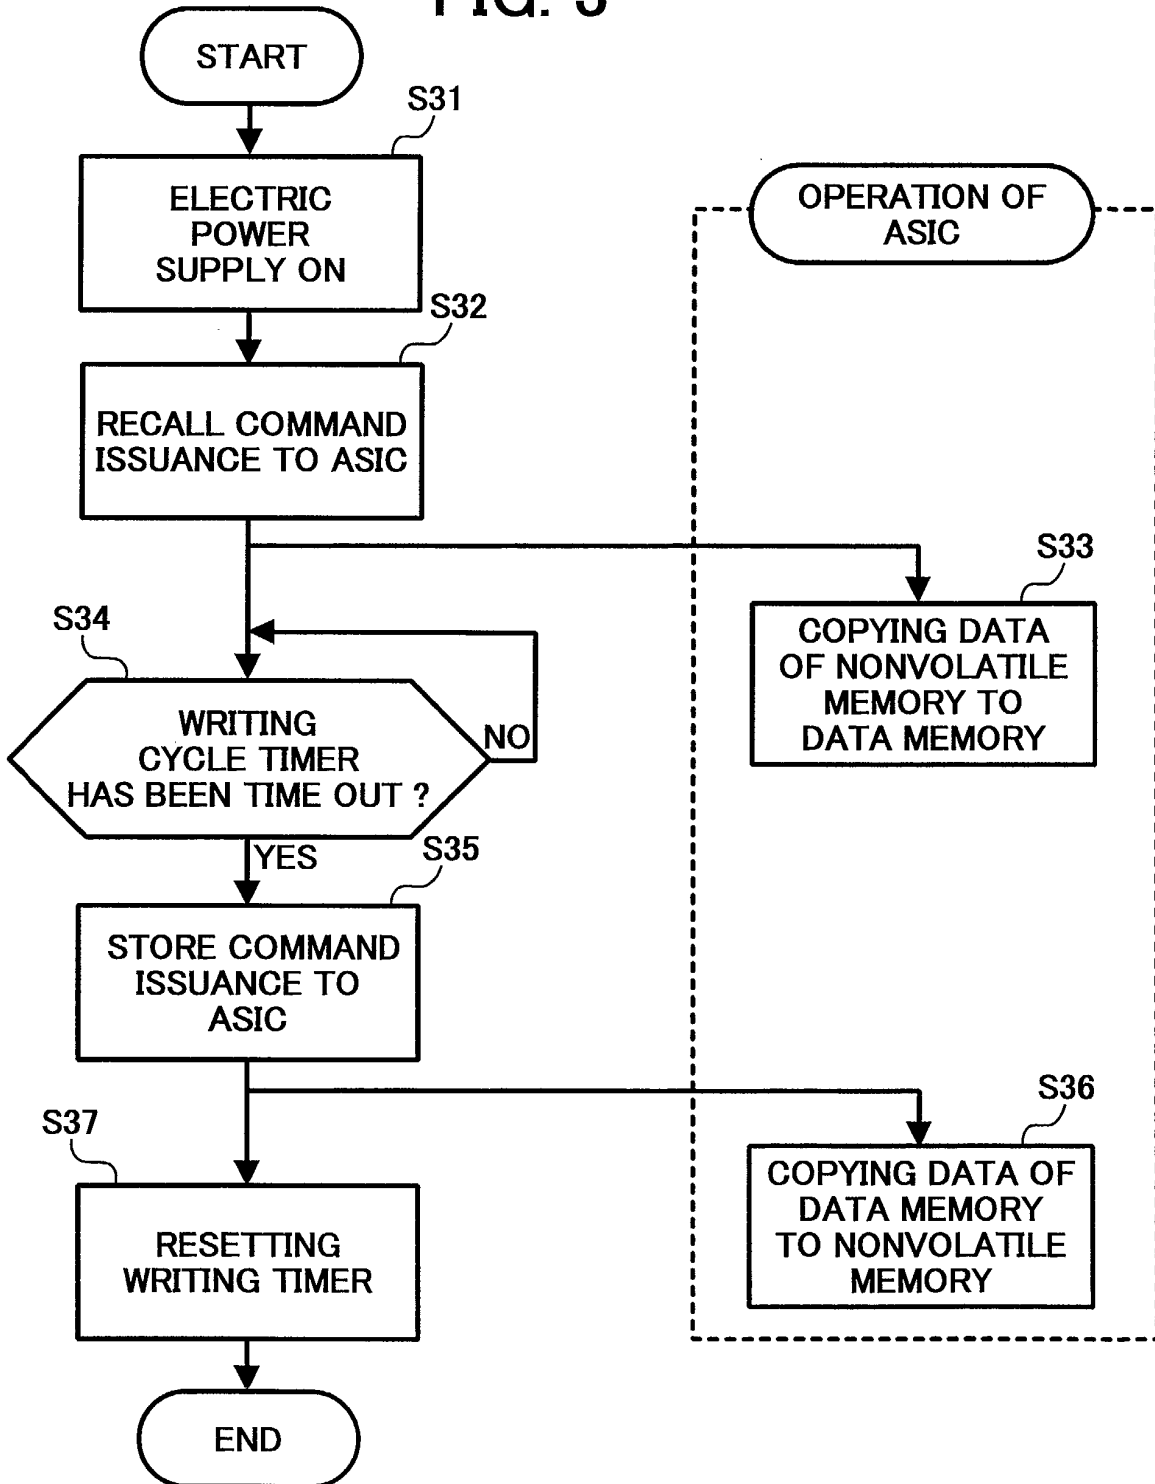 FIG.
START
S31
ELECTRIC
POWER
SUPPLY ON
OPERATION OF
ASIC
S32
RECALL COMMAND
ISSUANCE TO ASIC
S33
COPYING DATA
OF NONVOLATILE
MEMORY TO
DATA MEMORY
S34
WRITING
CYCLE TIMER
HAS BEEN TIME OUT ?
NO
YES
S35
STORE COMMAND
ISSUANCE TO
ASIC
S36
COPYING DATA OF
DATA MEMORY
TO NONVOLATILE
MEMORY
S37
RESETTING
WRITING TIMER
END